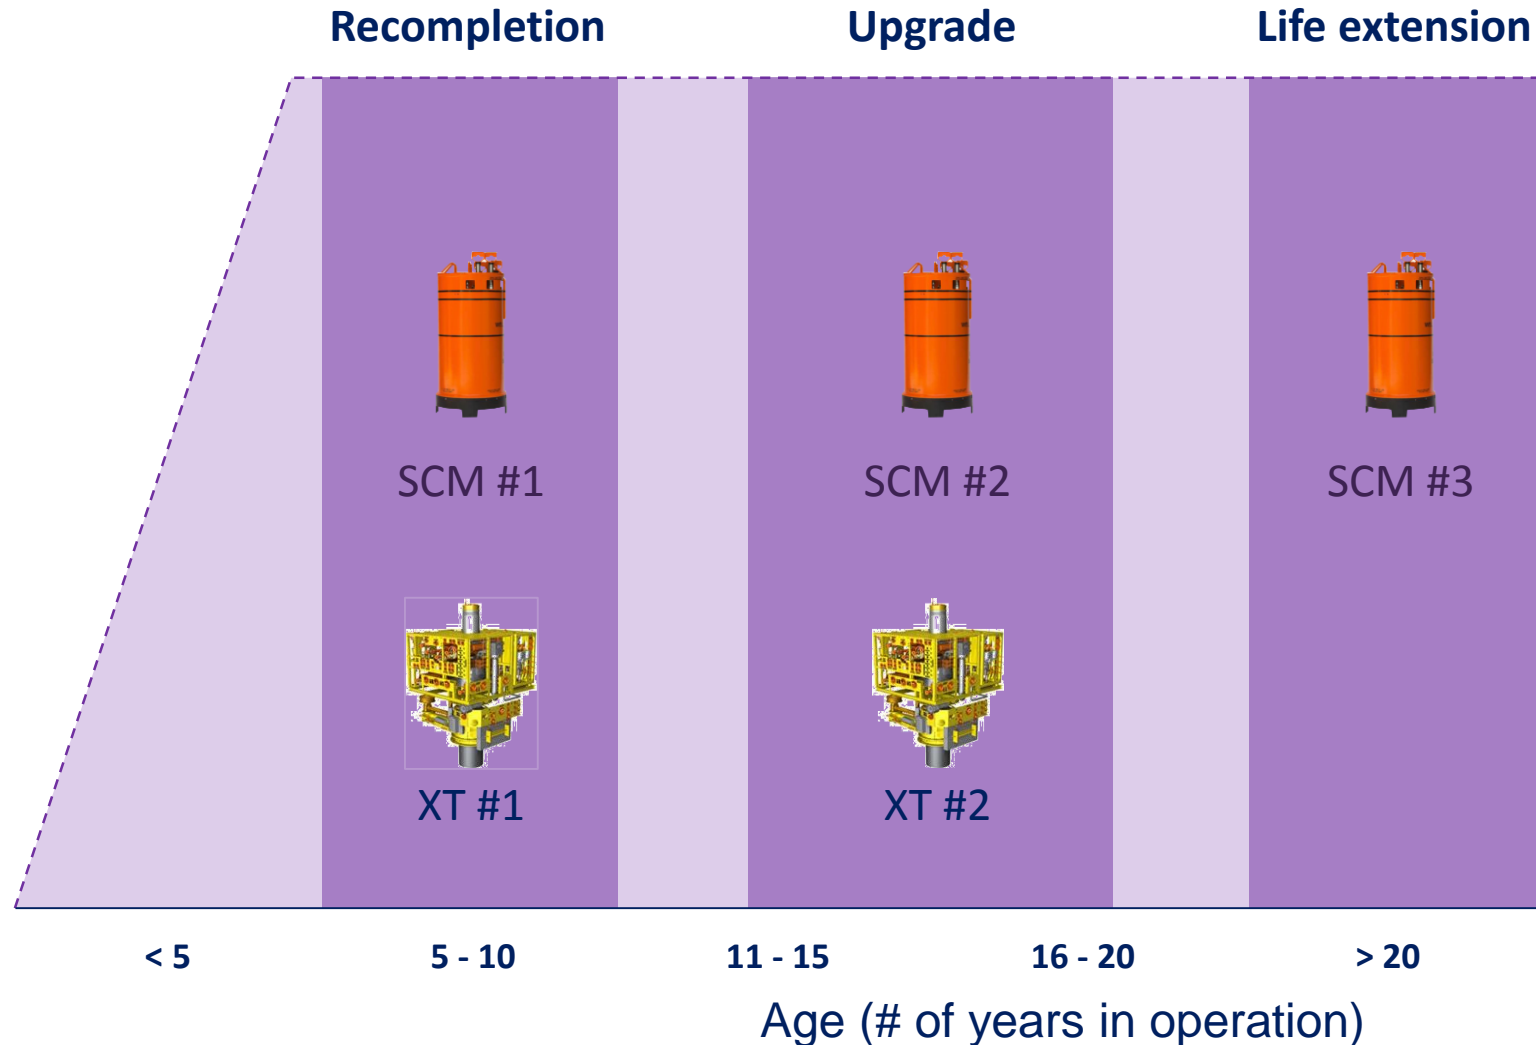 Recompletion
Upgrade
Life extension
SCM #1
SCM #2
SCM #3
XT #1
XT #2
< 5
5 - 10
11 - 15
16 - 20
> 20
Age (# of years in operation)